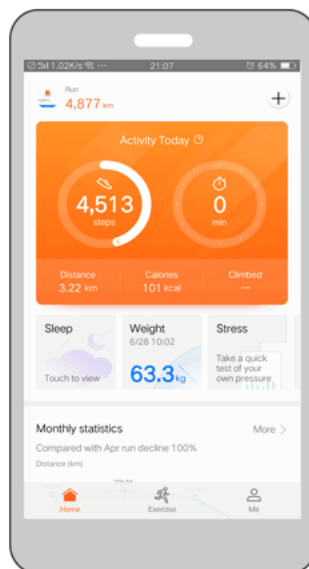 1.02K/s ··· 21:07 64%
Run
4,877 km
Activity Today
4,513
steps
0
min
Distance Calories Climbed
3.22 km 101 kcal --
Sleep
Touch to view
Weight
6/28 10:02
63.3 kg
Stress
Take a quick
test of your
own pressure
Monthly statistics More >
Compared with Apr run decline 100%
Distance (km)
Home Exercise Me